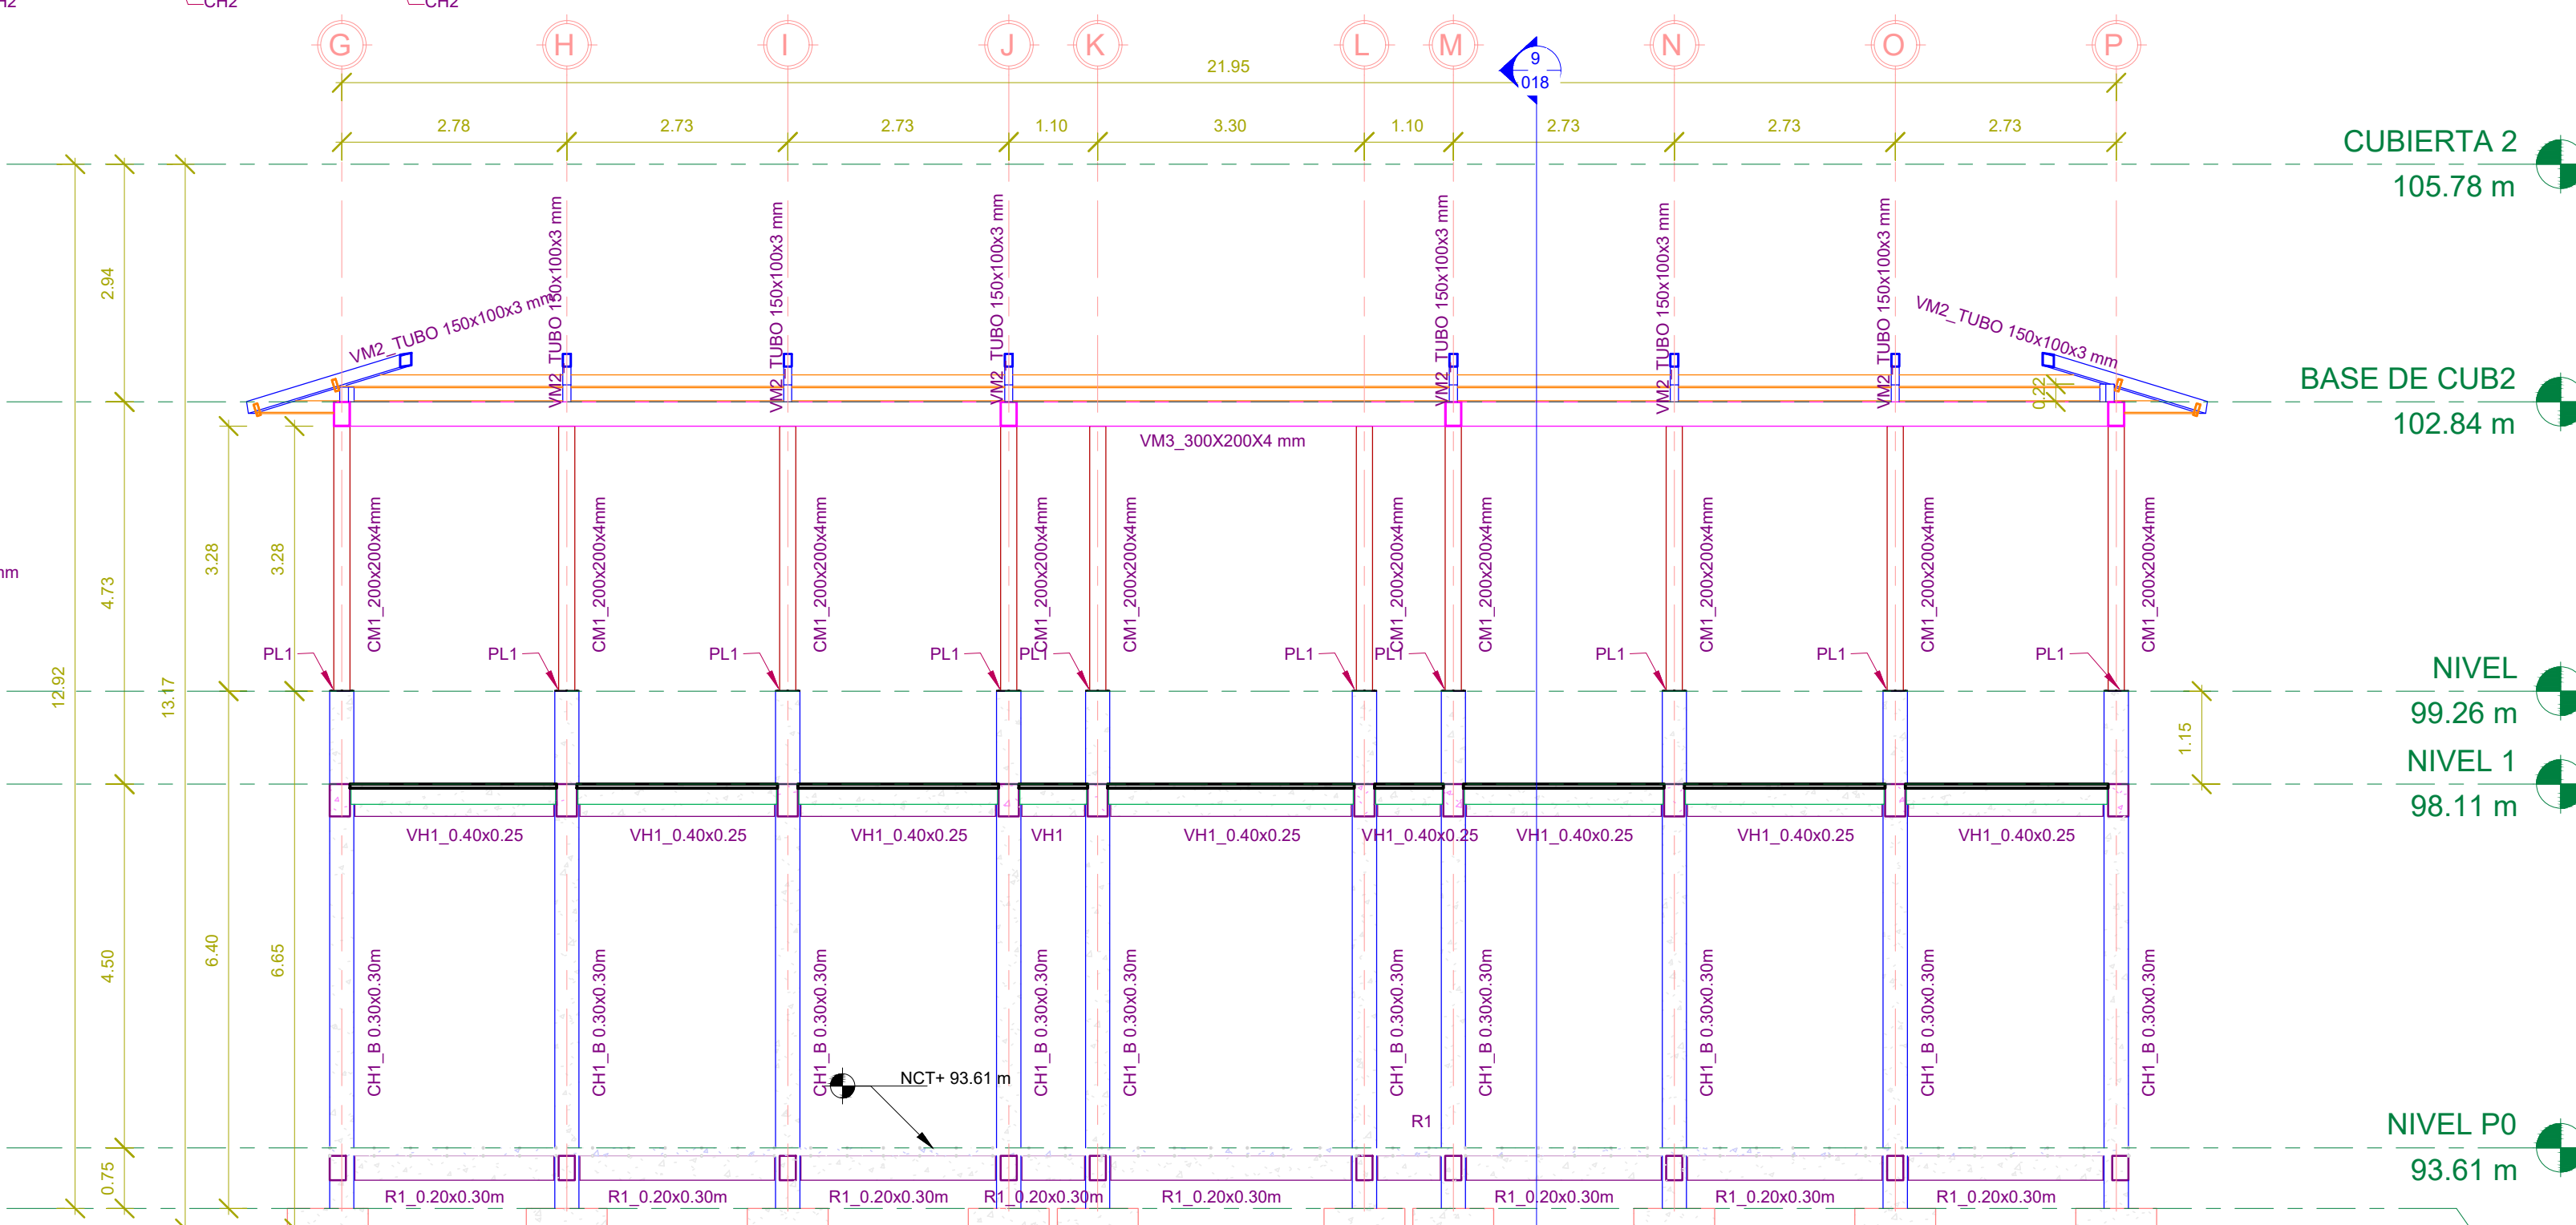 CH2
CH2
G
H
I
J
K
L
M
N
O
P
9
018
21.95
2.78
2.73
2.73
1.10
3.30
1.10
2.73
2.73
2.73
CUBIERTA 2
105.78 m
2.94
VM2_TUBO 150x100x3 mm
VM2_TUBO 150x100x3 mm
VM2_TUBO 150x100x3 mm
VM2_TUBO 150x100x3 mm
VM2_TUBO 150x100x3 mm
VM2_TUBO 150x100x3 mm
VM2_TUBO 150x100x3 mm
VM2_TUBO 150x100x3 mm
0.22
BASE DE CUB2
102.84 m
VM3_300X200X4 mm
mm
4.73
3.28
3.28
CM1_200x200x4mm
CM1_200x200x4mm
CM1_200x200x4mm
CM1_200x200x4mm
CM1_200x200x4mm
CM1_200x200x4mm
CM1_200x200x4mm
CM1_200x200x4mm
CM1_200x200x4mm
CM1_200x200x4mm
PL1
PL1
PL1
PL1
PL1
PL1
PL1
PL1
PL1
PL1
12.92
13.17
NIVEL
99.26 m
1.15
NIVEL 1
98.11 m
VH1_0.40x0.25
VH1_0.40x0.25
VH1_0.40x0.25
VH1
VH1_0.40x0.25
VH1_0.40x0.25
VH1_0.40x0.25
VH1_0.40x0.25
VH1_0.40x0.25
4.50
6.40
6.65
CH1_B 0.30x0.30m
CH1_B 0.30x0.30m
CH1_B 0.30x0.30m
CH1_B 0.30x0.30m
CH1_B 0.30x0.30m
CH1_B 0.30x0.30m
CH1_B 0.30x0.30m
CH1_B 0.30x0.30m
CH1_B 0.30x0.30m
CH1_B 0.30x0.30m
NCT+ 93.61 m
R1
NIVEL P0
93.61 m
0.75
R1_0.20x0.30m
R1_0.20x0.30m
R1_0.20x0.30m
R1_0.20x0.30m
R1_0.20x0.30m
R1_0.20x0.30m
R1_0.20x0.30m
R1_0.20x0.30m